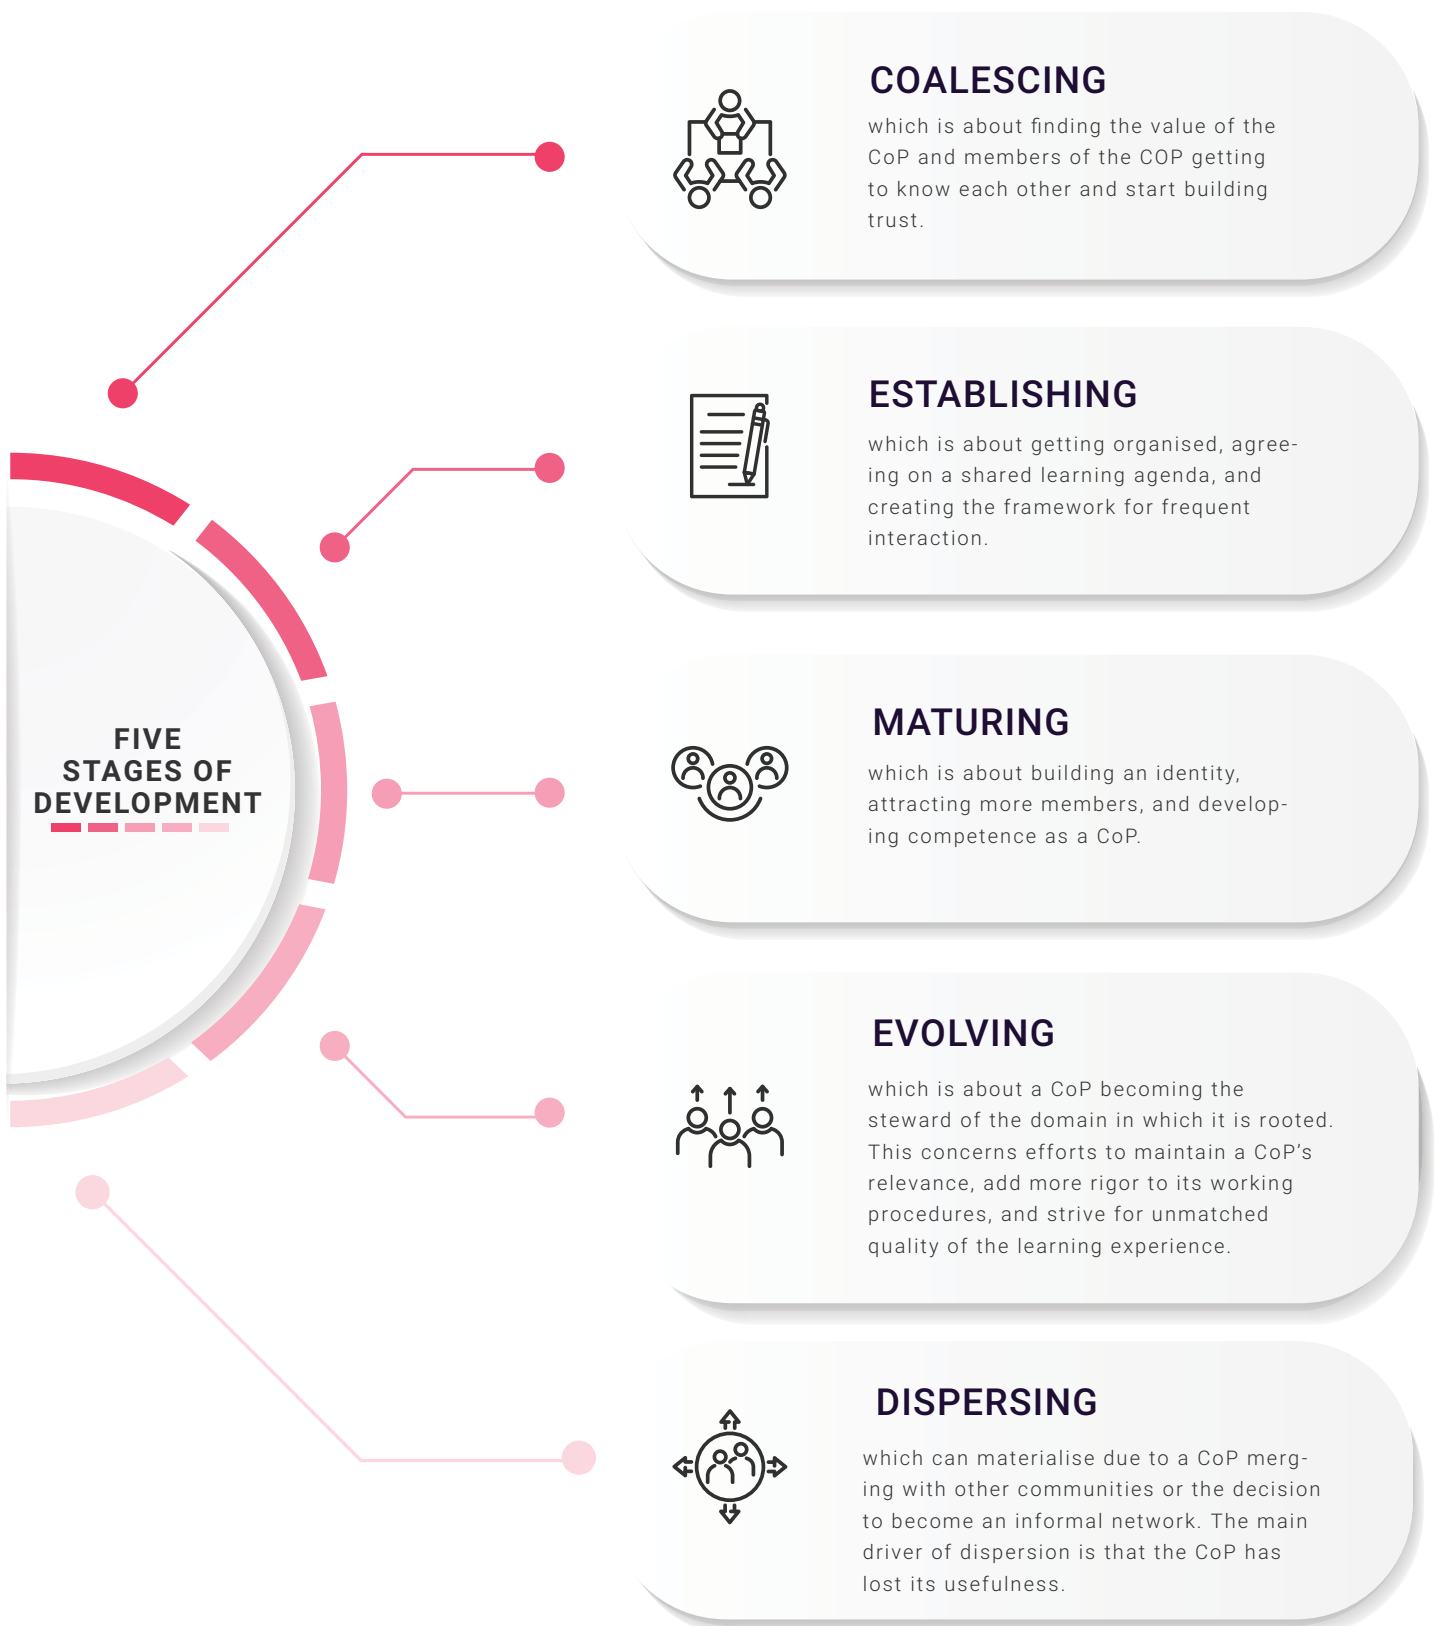 FIVE
STAGES OF
DEVELOPMENT
COALESCING
which is about finding the value of the
CoP and members of the COP getting
to know each other and start building
trust.
ESTABLISHING
which is about getting organised, agree-
ing on a shared learning agenda, and
creating the framework for frequent
interaction.
MATURING
which is about building an identity,
attracting more members, and develop-
ing competence as a CoP.
EVOLVING
which is about a CoP becoming the
steward of the domain in which it is rooted.
This concerns efforts to maintain a CoP’s
relevance, add more rigor to its working
procedures, and strive for unmatched
quality of the learning experience.
DISPERSING
which can materialise due to a CoP merg-
ing with other communities or the decision
to become an informal network. The main
driver of dispersion is that the CoP has
lost its usefulness.